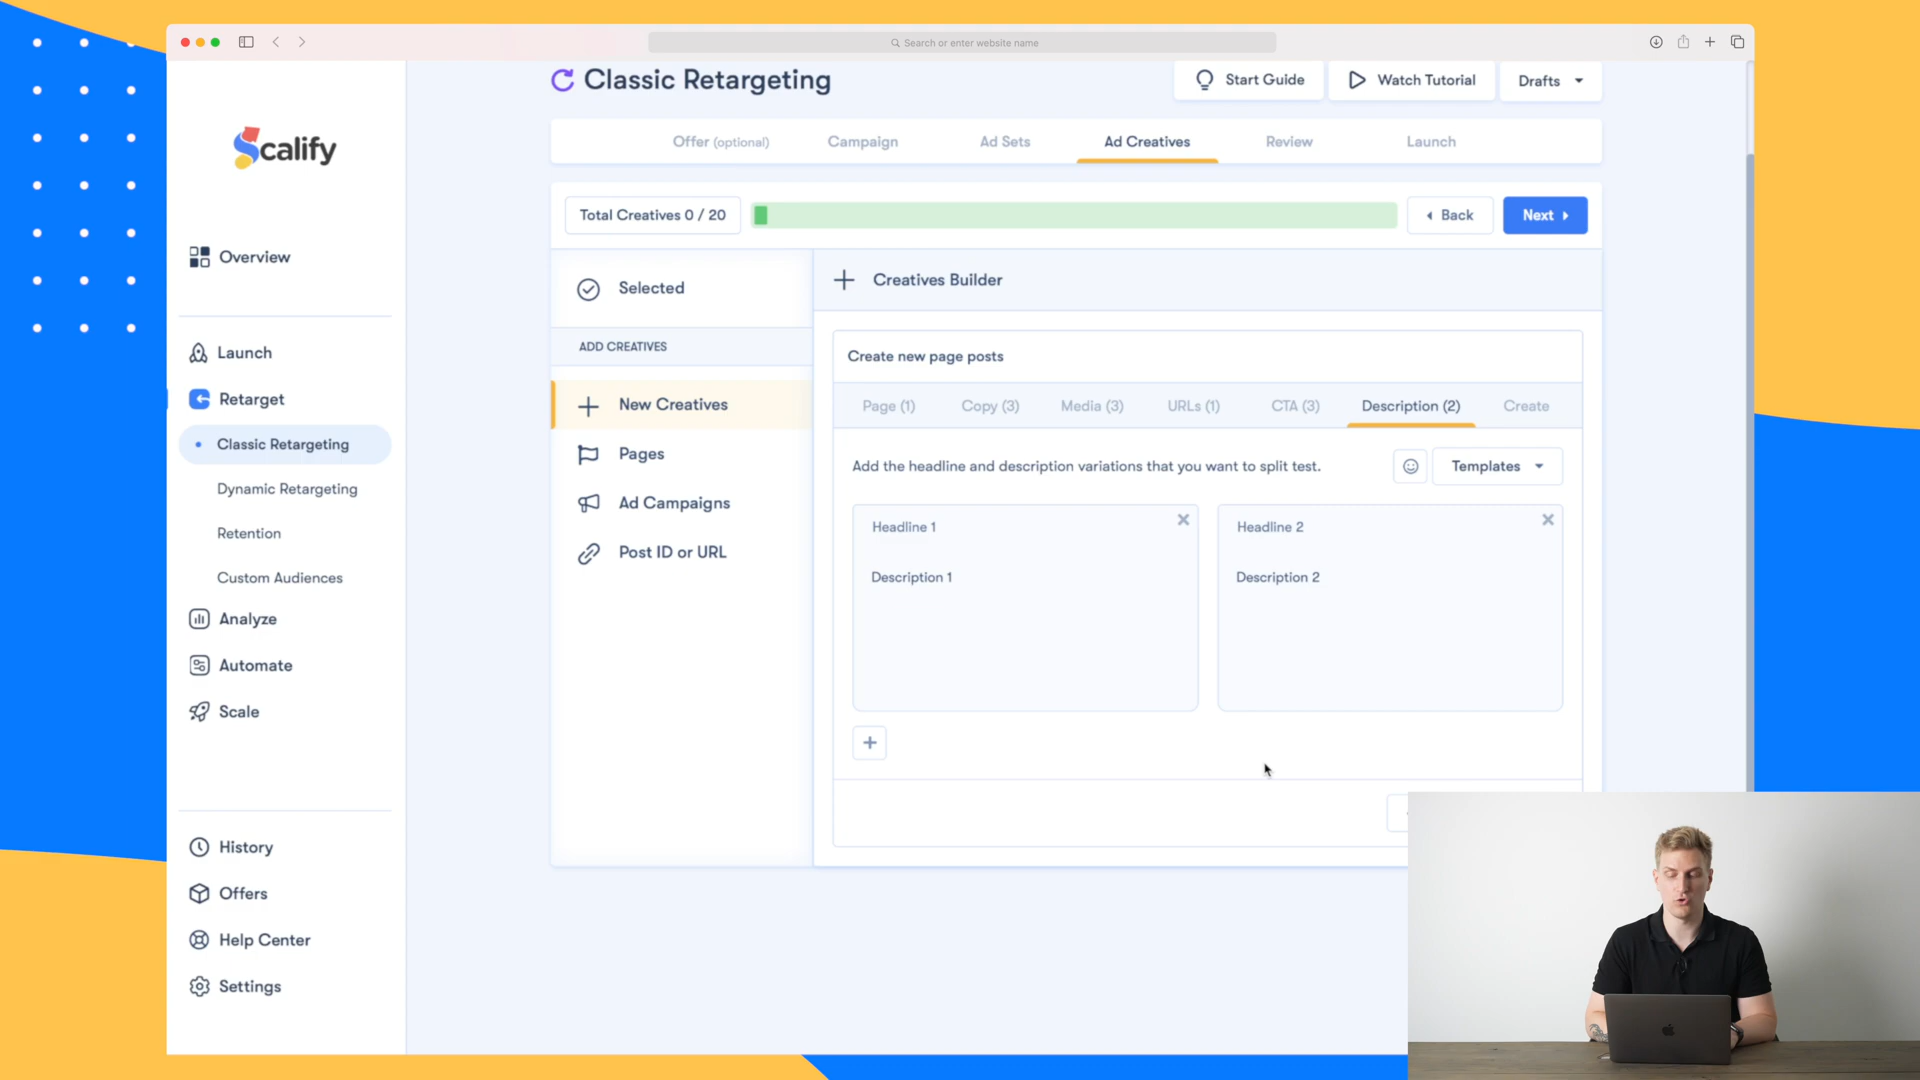 Search or enter website name
Scalify
Overview
Launch
Retarget
Classic Retargeting
Dynamic Retargeting
Retention
Custom Audiences
Analyze
Automate
Scale
History
Offers
Help Center
Settings
Classic Retargeting
Start Guide
Watch Tutorial
Drafts
Offer (optional)
Campaign
Ad Sets
Ad Creatives
Review
Launch
Total Creatives 0 / 20
Back
Next
Selected
ADD CREATIVES
New Creatives
Pages
Ad Campaigns
Post ID or URL
Creatives Builder
Create new page posts
Page (1)
Copy (3)
Media (3)
URLs (1)
CTA (3)
Description (2)
Create
Add the headline and description variations that you want to split test.
Templates
Headline 1
Description 1
Headline 2
Description 2